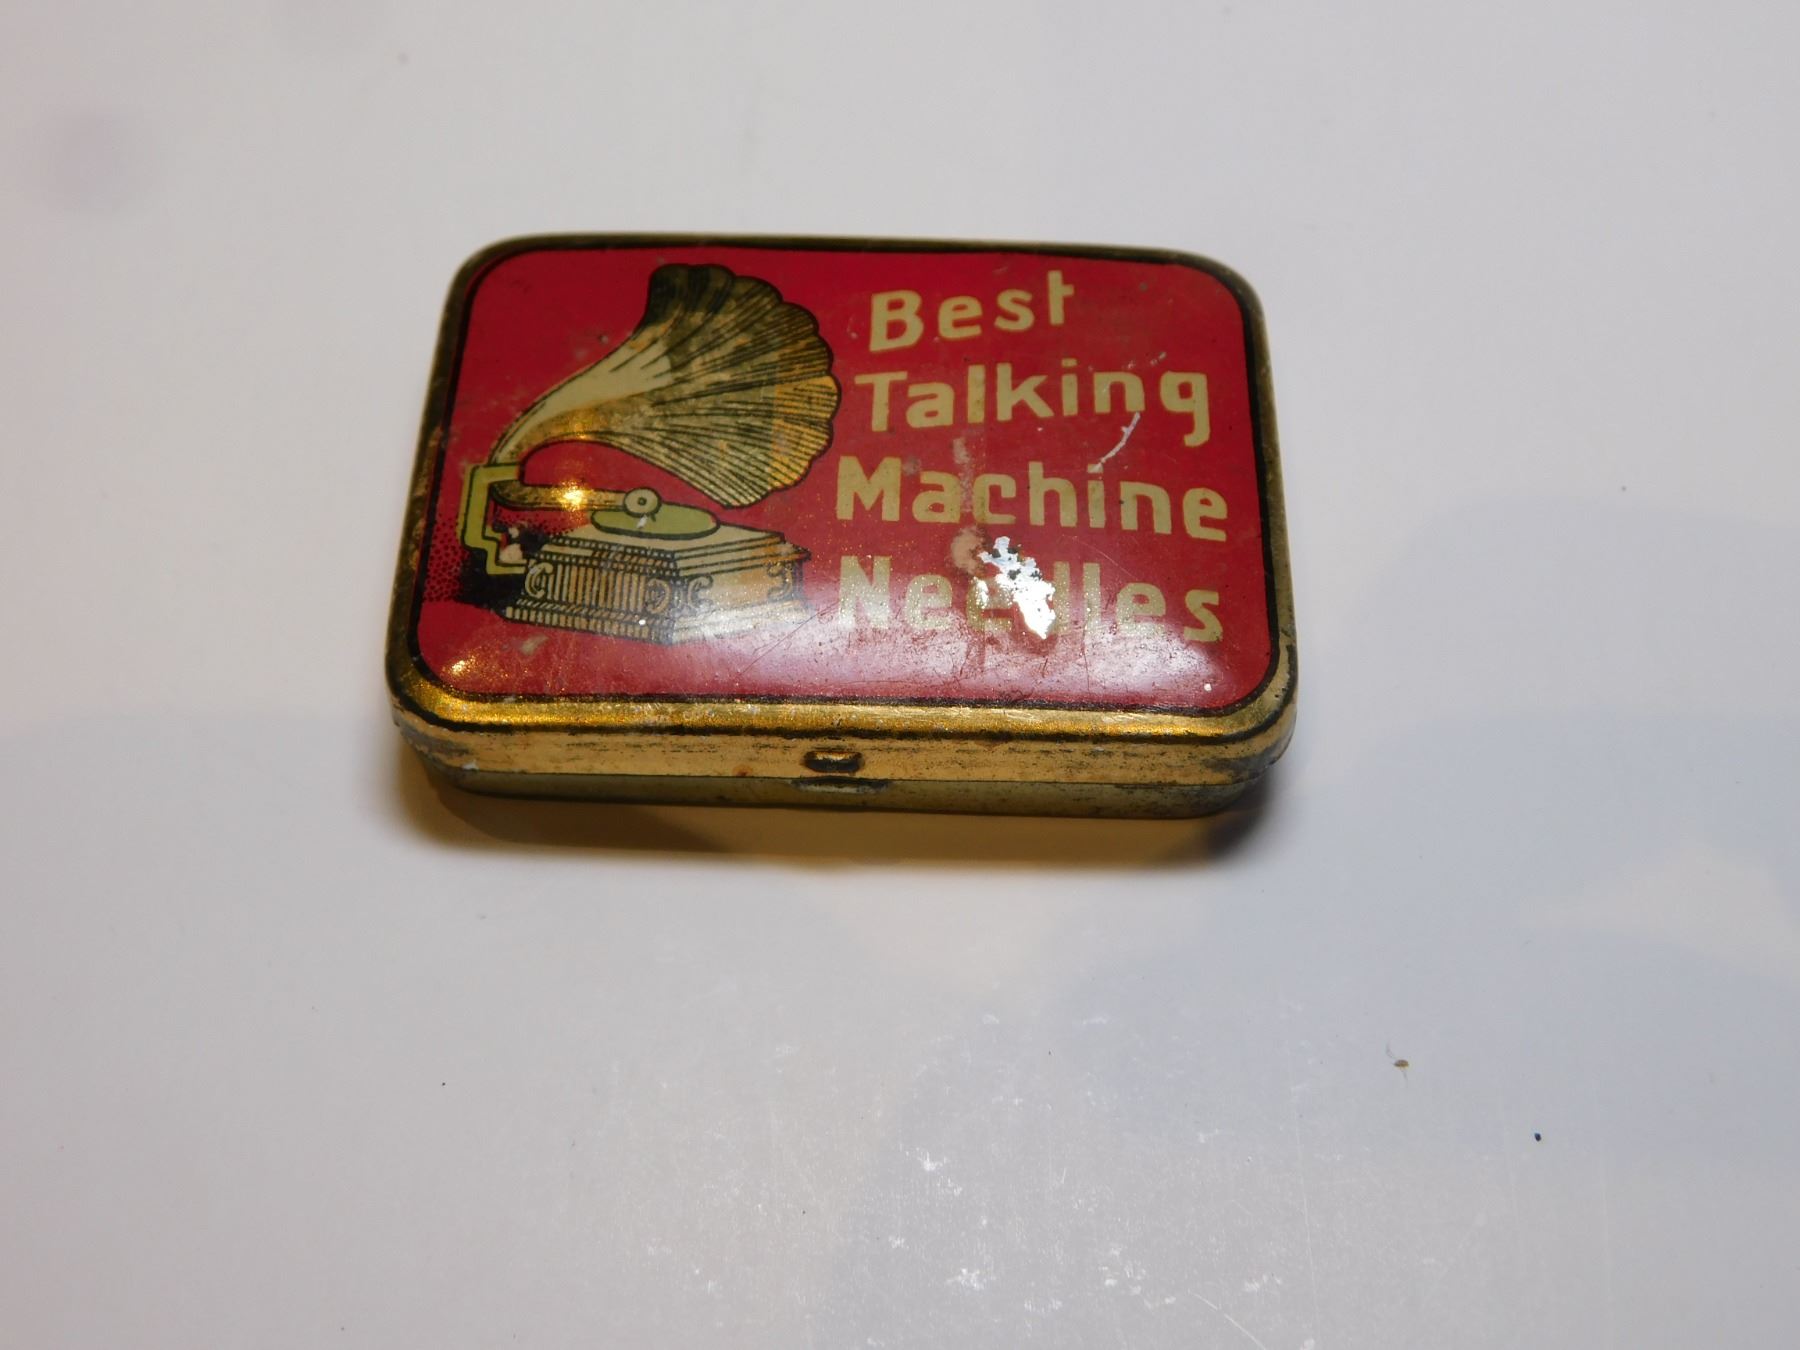 Best
Talking
Machine
Needles